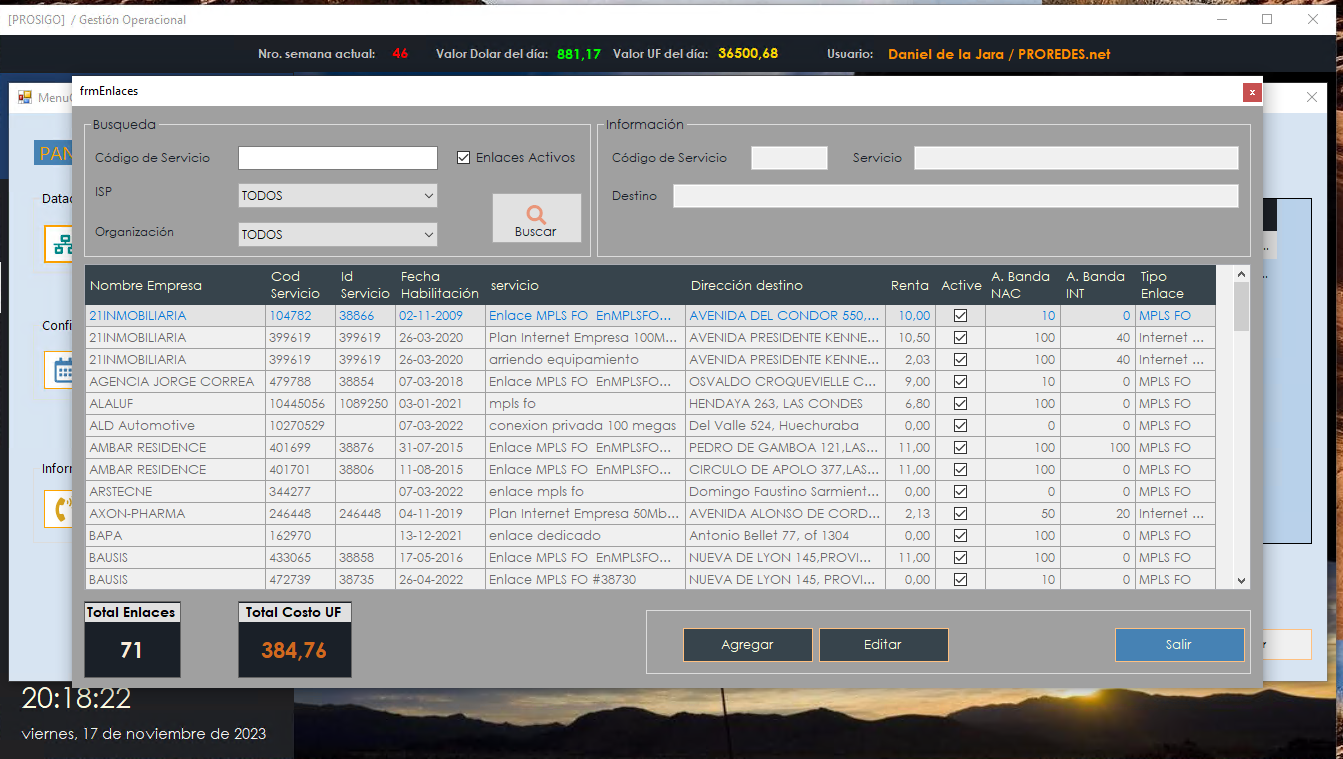 [PROSIGO] / Gestión Operacional
Nro. semana actual: 46 Valor Dolar del día: 881,17 Valor UF del día: 36500,68 Usuario: Daniel de la Jara / PROREDES.net
frmEnlaces
x
Busqueda
Código de Servicio
Enlaces Activos
ISP TODOS
Organización TODOS
Buscar
Información
Código de Servicio Servicio
Destino
Nombre Empresa Cod Servicio Id Servicio Fecha Habilitación servicio Dirección destino Renta Active A. Banda NAC A. Banda INT Tipo Enlace
21INMOBILIARIA 104782 38866 02-11-2009 Enlace MPLS FO EnMPLSFO... AVENIDA DEL CONDOR 550,... 10,00 10 0 MPLS FO
21INMOBILIARIA 399619 399619 26-03-2020 Plan Internet Empresa 100M... AVENIDA PRESIDENTE KENNE... 10,50 100 40 Internet ...
21INMOBILIARIA 399619 399619 26-03-2020 arriendo equipamiento AVENIDA PRESIDENTE KENNE... 2,03 100 40 Internet ...
AGENCIA JORGE CORREA 479788 38854 07-03-2018 Enlace MPLS FO EnMPLSFO... OSVALDO CROQUEVIELLE C... 9,00 10 0 MPLS FO
ALALUF 10445056 1089250 03-01-2021 mpls fo HENDAYA 263, LAS CONDES 6,80 100 0 MPLS FO
ALD Automotive 10270529 07-03-2022 conexion privada 100 megas Del Valle 524, Huechuraba 0,00 0 0 MPLS FO
AMBAR RESIDENCE 401699 38876 31-07-2015 Enlace MPLS FO EnMPLSFO... PEDRO DE GAMBOA 121,LAS... 11,00 100 100 MPLS FO
AMBAR RESIDENCE 401701 38806 11-08-2015 Enlace MPLS FO EnMPLSFO... CIRCULO DE APOLO 377,LAS... 11,00 100 0 MPLS FO
ARSTECNE 344277 07-03-2022 enlace mpls fo Domingo Faustino Sarmient... 0,00 0 0 MPLS FO
AXON-PHARMA 246448 246448 04-11-2019 Plan Internet Empresa 50Mb... AVENIDA ALONSO DE CORD... 2,13 50 20 Internet ...
BAPA 162970 13-12-2021 enlace dedicado Antonio Bellet 77, of 1304 0,00 100 0 MPLS FO
BAUSIS 433065 38858 17-05-2016 Enlace MPLS FO EnMPLSFO... NUEVA DE LYON 145,PROVI... 11,00 100 0 MPLS FO
BAUSIS 472739 38735 26-04-2022 Enlace MPLS FO #38730 NUEVA DE LYON 145, PROVI... 0,00 10 0 MPLS FO
Total Enlaces
71
Total Costo UF
384,76
Agregar Editar Salir
20:18:22
viernes, 17 de noviembre de 2023